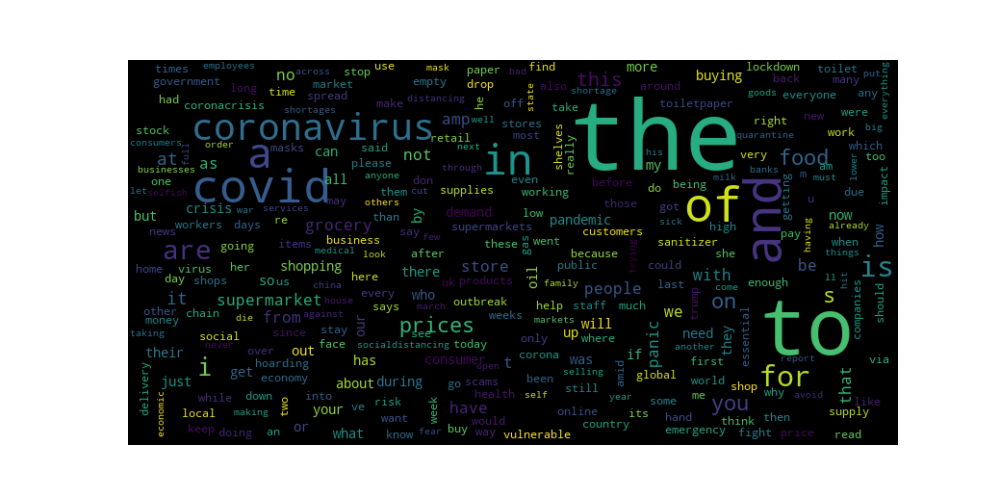 times employees across stop use mask paper bad find more lockdown toilet put
government long no time market empty drop also this buying back many everything
had coronacrisis spread make distancing he off state shortage around goods everyone any
stock shortages coronavirus amp well take toiletpaper were
consumers order a masks can said retail stores shelves the right new work big
businesses full at as please not next in most really his quarantine which
one all anyone through even my very food am too
let selfish covid may them cut don supplies working before do being milk banks m must lower impact
but crisis war services others than by demand low pandemic those got of and getting u due
news workers days re grocery say few supermarkets customers sick high pay having now already
are going items business look after these gas went because trying sanitizer she when how
home virus her medical here there store oil public could with be things is
day shops so us shopping china every uk products family people last enough ll hit
it supermarket house says who outbreak help staff much trump come on s companies should
other chain die against our march weeks markets will we to
money from prices
taking social since stay see up where need they essential
their never over out face socialdistancing today only corona was if panic another report via
delivery hoarding has consumer open t selling amid first for that
just get economy about during go scams been still global world shop why avoid
economic while down into risk health self year some me you like
local making two your ve week have online its hand think then supply
keep doing an or what want know fear buy would way vulnerable country emergency fight price read
i